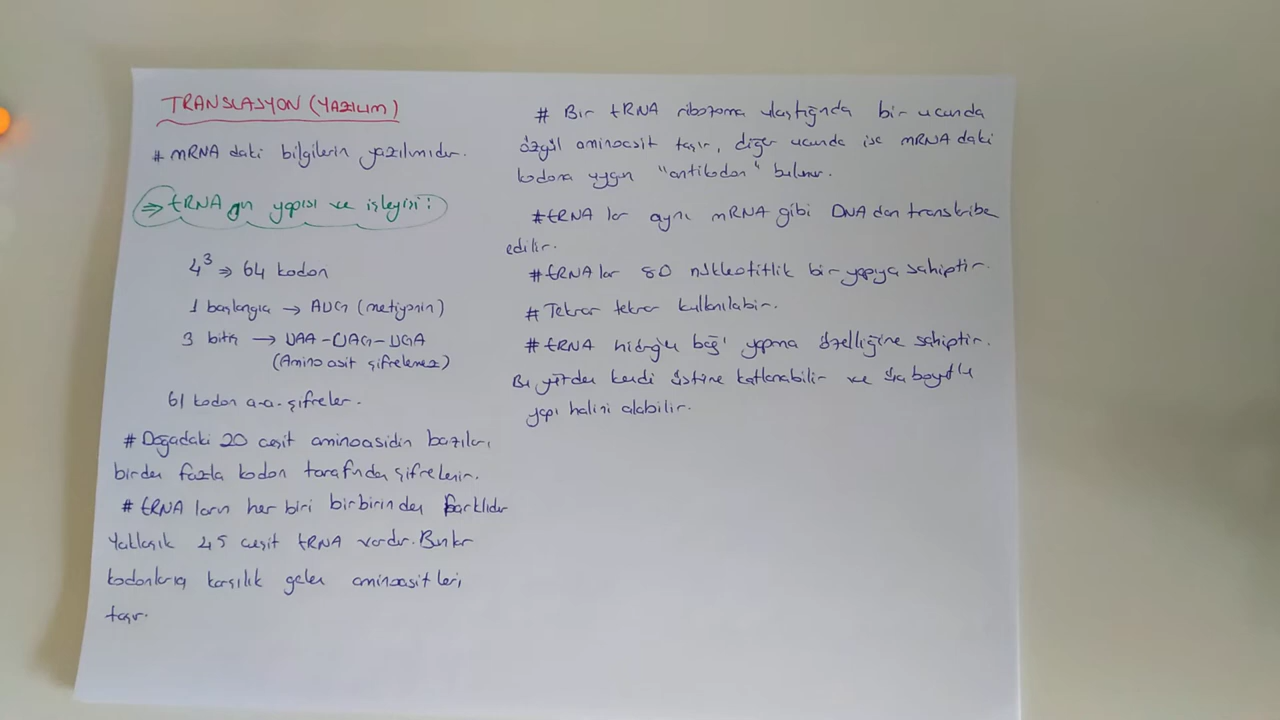 TRANSLASYON (YAZILIM)
# mRNA daki bilgilerin yazılımıdır.
⇒ tRNA nın yapısı ve işleyişi:
4³ ⇒ 64 kodon
1 başlangıç → AUG (metiyonin)
3 bitiş → UAA-UAG-UGA
(Amino asit şifrelemez)
61 kodon a.a. şifreler.
# Doğadaki 20 çeşit aminoasidin bazıları
birden fazla kodon tarafından şifrelenir.
# tRNA ların her biri birbirinden farklıdır
Yaklaşık 45 çeşit tRNA vardır. Bunlar
kodonlara karşılık gelen aminoasitleri
taşır.
# Bir tRNA ribozoma ulaştığında bir ucunda
özgül aminoasit taşır, diğer ucunda ise mRNA daki
kodona uygun "antikodon" bulunur.
# tRNA lar aynı mRNA gibi DNA dan transkribe
edilir.
# tRNA lar 80 nükleotitlik bir yapıya sahiptir.
# Tekrar tekrar kullanılabilir.
# tRNA hidrojen bağı yapma özelliğine sahiptir.
Bu yüzden kendi üstüne katlanabilir ve üç boyutlu
yapı halini alabilir.